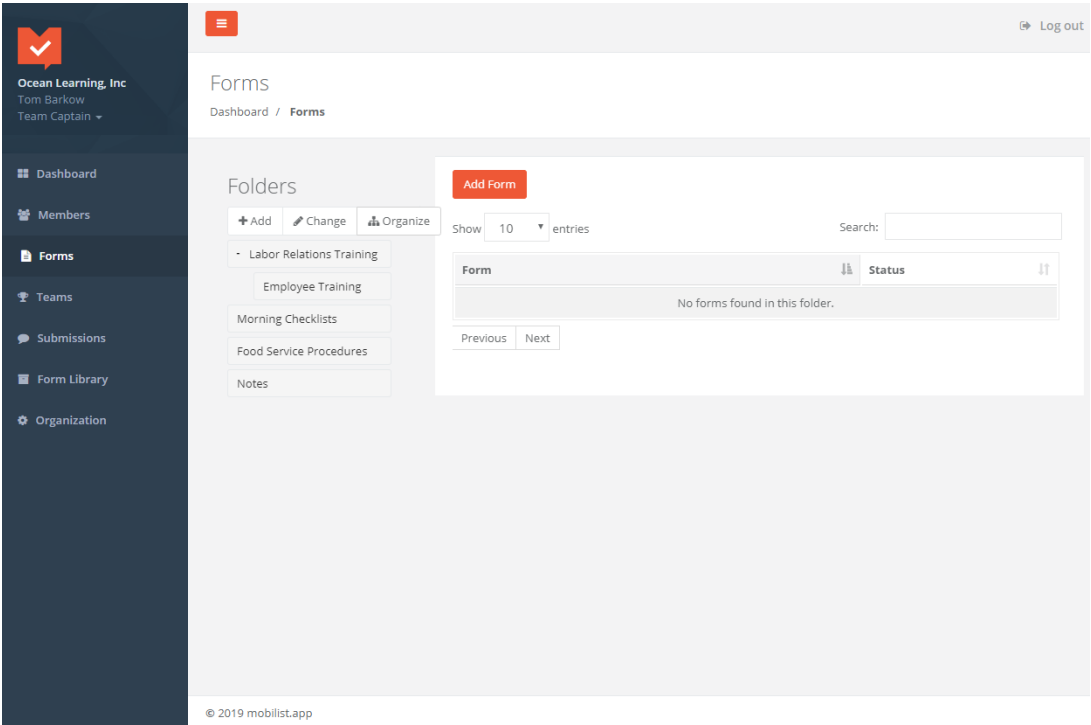 Ocean Learning, Inc
Tom Barkow
Team Captain
Dashboard
Members
Forms
Teams
Submissions
Form Library
Organization
Log out
Forms
Dashboard / Forms
Folders
+ Add Change Organize
- Labor Relations Training
Employee Training
Morning Checklists
Food Service Procedures
Notes
Add Form
Show 10 entries Search:
Form Status
No forms found in this folder.
Previous Next
© 2019 mobilist.app